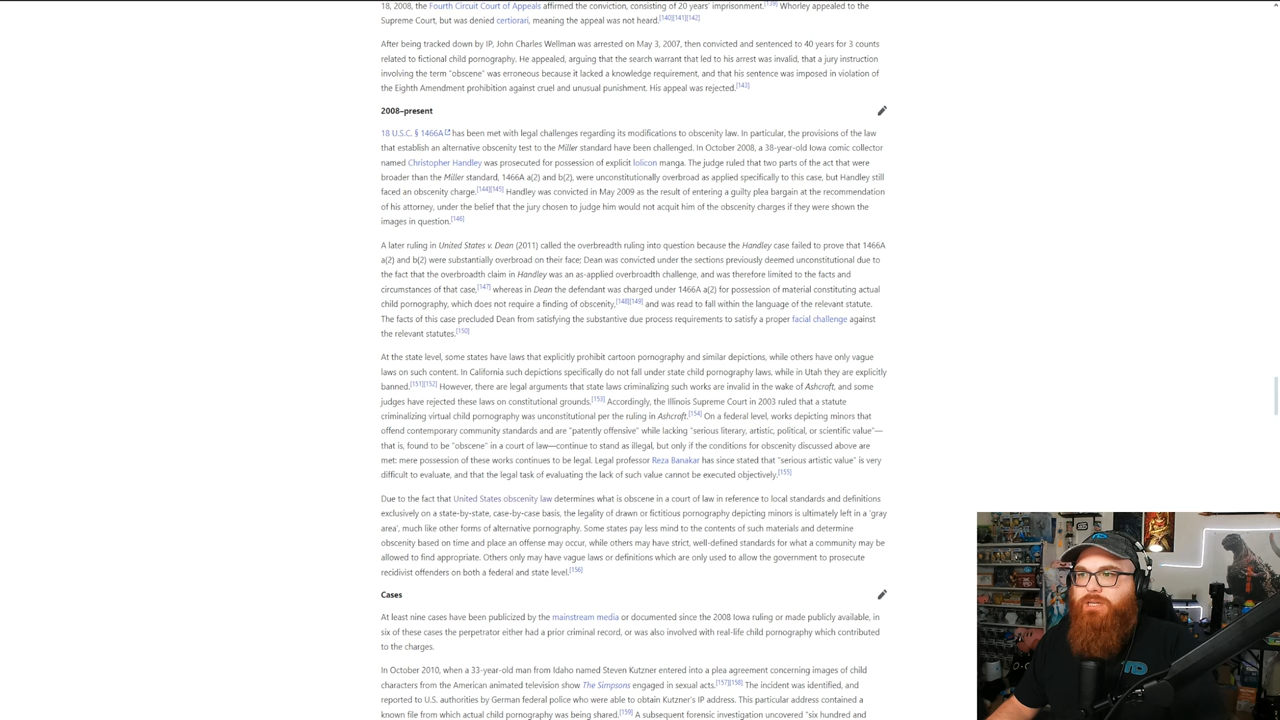 18, 2008, the Fourth Circuit Court of Appeals affirmed the conviction, consisting of 20 years' imprisonment.[139] Whorley appealed to the
Supreme Court, but was denied certiorari, meaning the appeal was not heard.[140][141][142]
After being tracked down by IP, John Charles Wellman was arrested on May 3, 2007, then convicted and sentenced to 40 years for 3 counts
related to fictional child pornography. He appealed, arguing that the search warrant that led to his arrest was invalid, that a jury instruction
involving the term "obscene" was erroneous because it lacked a knowledge requirement, and that his sentence was imposed in violation of
the Eighth Amendment prohibition against cruel and unusual punishment. His appeal was rejected.[143]
2008–present
18 U.S.C. § 1466A has been met with legal challenges regarding its modifications to obscenity law. In particular, the provisions of the law
that establish an alternative obscenity test to the Miller standard have been challenged. In October 2008, a 38-year-old Iowa comic collector
named Christopher Handley was prosecuted for possession of explicit lolicon manga. The judge ruled that two parts of the act that were
broader than the Miller standard, 1466A a(2) and b(2), were unconstitutionally overbroad as applied specifically to this case, but Handley still
faced an obscenity charge.[144][145] Handley was convicted in May 2009 as the result of entering a guilty plea bargain at the recommendation
of his attorney, under the belief that the jury chosen to judge him would not acquit him of the obscenity charges if they were shown the
images in question.[146]
A later ruling in United States v. Dean (2011) called the overbreadth ruling into question because the Handley case failed to prove that 1466A
a(2) and b(2) were substantially overbroad on their face; Dean was convicted under the sections previously deemed unconstitutional due to
the fact that the overbreadth claim in Handley was an as-applied overbreadth challenge, and was therefore limited to the facts and
circumstances of that case,[147] whereas in Dean the defendant was charged under 1466A a(2) for possession of material constituting actual
child pornography, which does not require a finding of obscenity,[148][149] and was read to fall within the language of the relevant statute.
The facts of this case precluded Dean from satisfying the substantive due process requirements to satisfy a proper facial challenge against
the relevant statutes.[150]
At the state level, some states have laws that explicitly prohibit cartoon pornography and similar depictions, while others have only vague
laws on such content. In California such depictions specifically do not fall under state child pornography laws, while in Utah they are explicitly
banned.[151][152] However, there are legal arguments that state laws criminalizing such works are invalid in the wake of Ashcroft, and some
judges have rejected these laws on constitutional grounds.[153] Accordingly, the Illinois Supreme Court in 2003 ruled that a statute
criminalizing virtual child pornography was unconstitutional per the ruling in Ashcroft.[154] On a federal level, works depicting minors that
offend contemporary community standards and are "patently offensive" while lacking "serious literary, artistic, political, or scientific value"—
that is, found to be "obscene" in a court of law—continue to stand as illegal, but only if the conditions for obscenity discussed above are
met: mere possession of these works continues to be legal. Legal professor Reza Banakar has since stated that "serious artistic value" is very
difficult to evaluate, and that the legal task of evaluating the lack of such value cannot be executed objectively.[155]
Due to the fact that United States obscenity law determines what is obscene in a court of law in reference to local standards and definitions
exclusively on a state-by-state, case-by-case basis, the legality of drawn or fictitious pornography depicting minors is ultimately left in a 'gray
area', much like other forms of alternative pornography. Some states pay less mind to the contents of such materials and determine
obscenity based on time and place an offense may occur, while others may have strict, well-defined standards for what a community may be
allowed to find appropriate. Others only may have vague laws or definitions which are only used to allow the government to prosecute
recidivist offenders on both a federal and state level.[156]
Cases
At least nine cases have been publicized by the mainstream media or documented since the 2008 Iowa ruling or made publicly available, in
six of these cases the perpetrator either had a prior criminal record, or was also involved with real-life child pornography which contributed
to the charges.
In October 2010, when a 33-year-old man from Idaho named Steven Kutzner entered into a plea agreement concerning images of child
characters from the American animated television show The Simpsons engaged in sexual acts.[157][158] The incident was identified, and
reported to U.S. authorities by German federal police who were able to obtain Kutzner's IP address. This particular address contained a
known file from which actual child pornography was being shared.[159] A subsequent forensic investigation uncovered "six hundred and